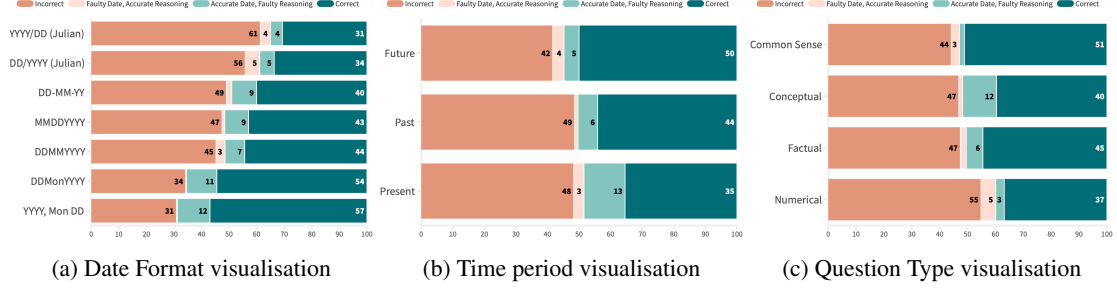 Incorrect Faulty Date, Accurate Reasoning Accurate Date, Faulty Reasoning Correct
YYYY/DD (Julian) 61 4 4 31
DD/YYYY (Julian) 56 5 5 34
DD-MM-YY 49 9 40
MMDDYYYY 47 9 43
DDMMYYYY 45 3 7 44
DDMonYYYY 34 11 54
YYYY, Mon DD 31 12 57
0 10 20 30 40 50 60 70 80 90 100
(a) Date Format visualisation
Incorrect Faulty Date, Accurate Reasoning Accurate Date, Faulty Reasoning Correct
Future 42 4 5 50
Past 49 6 44
Present 48 3 13 35
0 10 20 30 40 50 60 70 80 90 100
(b) Time period visualisation
Incorrect Faulty Date, Accurate Reasoning Accurate Date, Faulty Reasoning Correct
Common Sense 44 3 51
Conceptual 47 12 40
Factual 47 6 45
Numerical 55 5 3 37
0 10 20 30 40 50 60 70 80 90 100
(c) Question Type visualisation